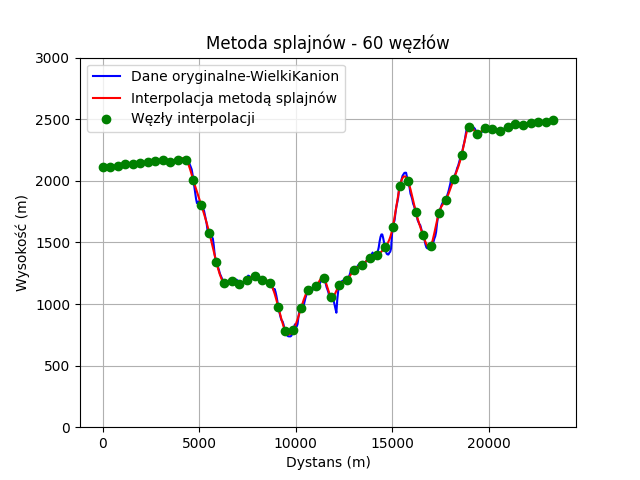 Metoda splajnów - 60 węzłów
Dane oryginalne-WielkiKanion
Interpolacja metodą splajnów
Węzły interpolacji
Wysokość (m)
3000
2500
2000
1500
1000
500
0
0 5000 10000 15000 20000
Dystans (m)